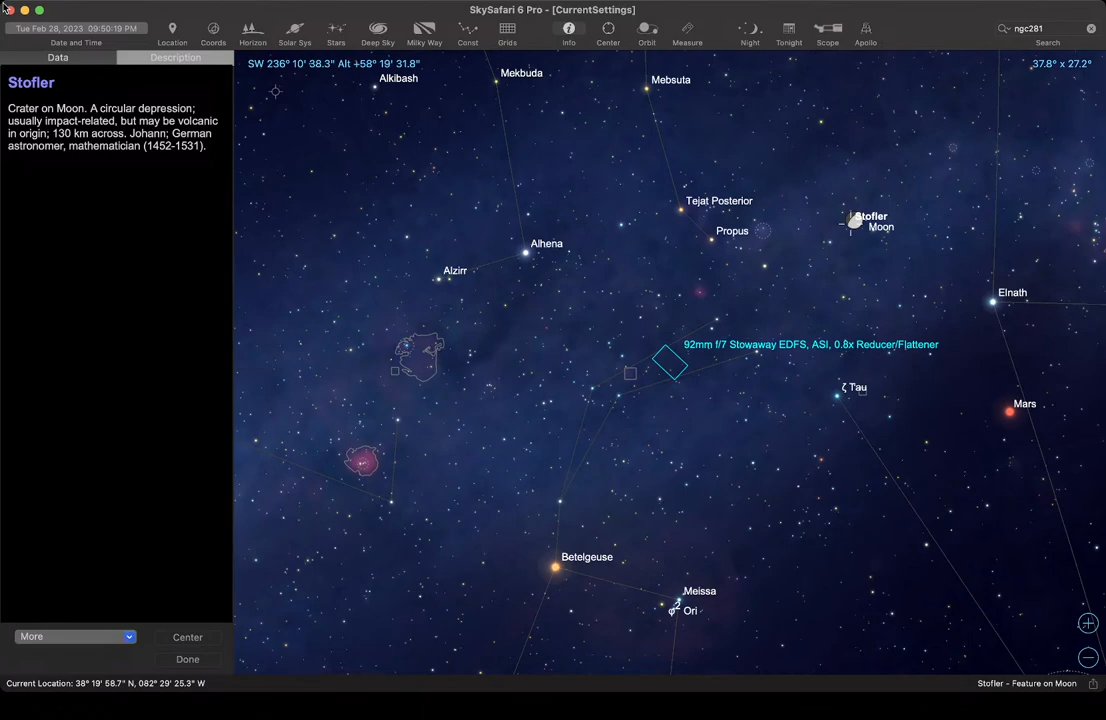 SkySafari 6 Pro - [CurrentSettings]
Tue Feb 28, 2023 09:50:19 PM
ngc281
Date and Time
Location
Coords
Horizon
Solar Sys
Stars
Deep Sky
Milky Way
Const
Grids
Info
Center
Orbit
Measure
Night
Tonight
Scope
Apollo
Search
Data
Description
SW 236° 10' 38.3" Alt +58° 19' 31.8"
37.8° x 27.2°
Stofler
Crater on Moon. A circular depression;
usually impact-related, but may be volcanic
in origin; 130 km across. Johann; German
astronomer, mathematician (1452-1531).
Alkibash
Mekbuda
Mebsuta
Tejat Posterior
Propus
Stofler
Moon
Alhena
Alzirr
Elnath
92mm f/7 Stowaway EDFS, ASI, 0.8x Reducer/Flattener
ζ Tau
Mars
Betelgeuse
Meissa
φ2 Ori
More
Center
Done
Current Location: 38° 19' 58.7" N, 082° 29' 25.3" W
Stofler - Feature on Moon